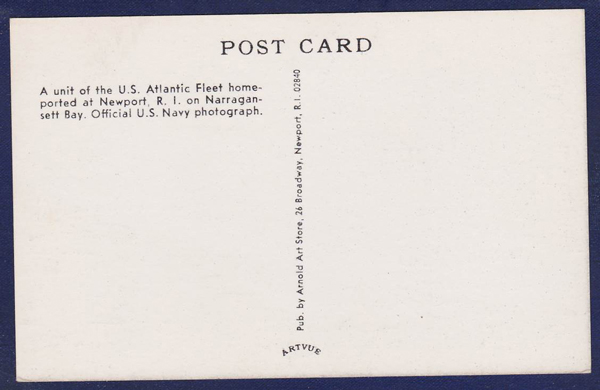 POST CARD
A unit of the U.S. Atlantic Fleet home-
ported at Newport, R. I. on Narragan-
sett Bay. Official U.S. Navy photograph.
Pub. by Arnold Art Store, 26 Broadway, Newport, R.I. 02840
ARTVUE